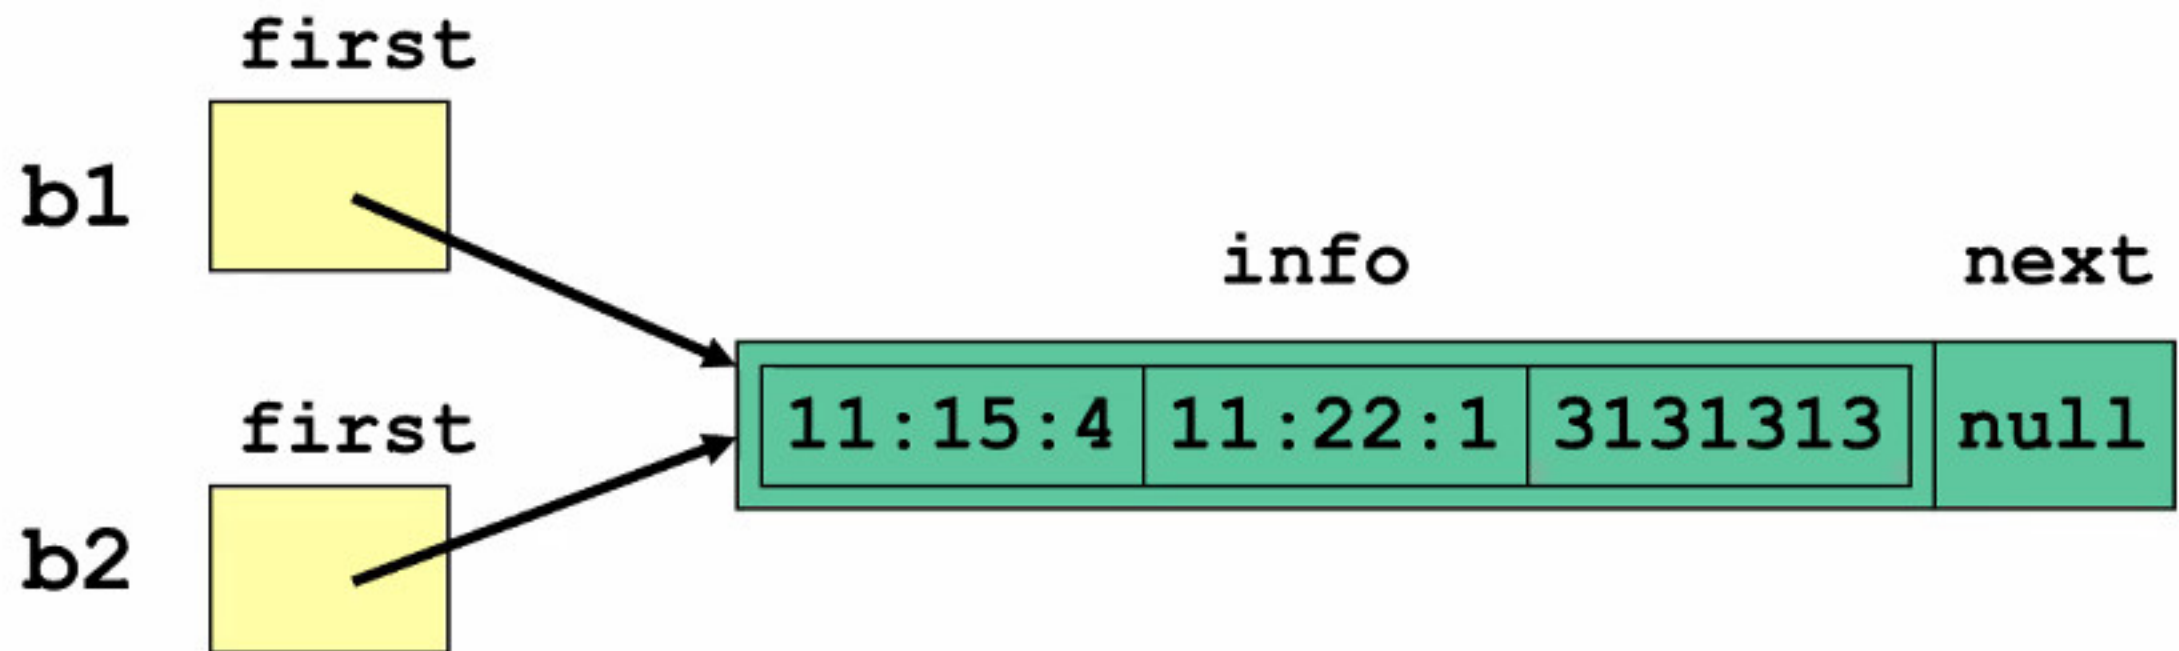 first
b1
info next
11:15:4 11:22:1 3131313 null
first
b2